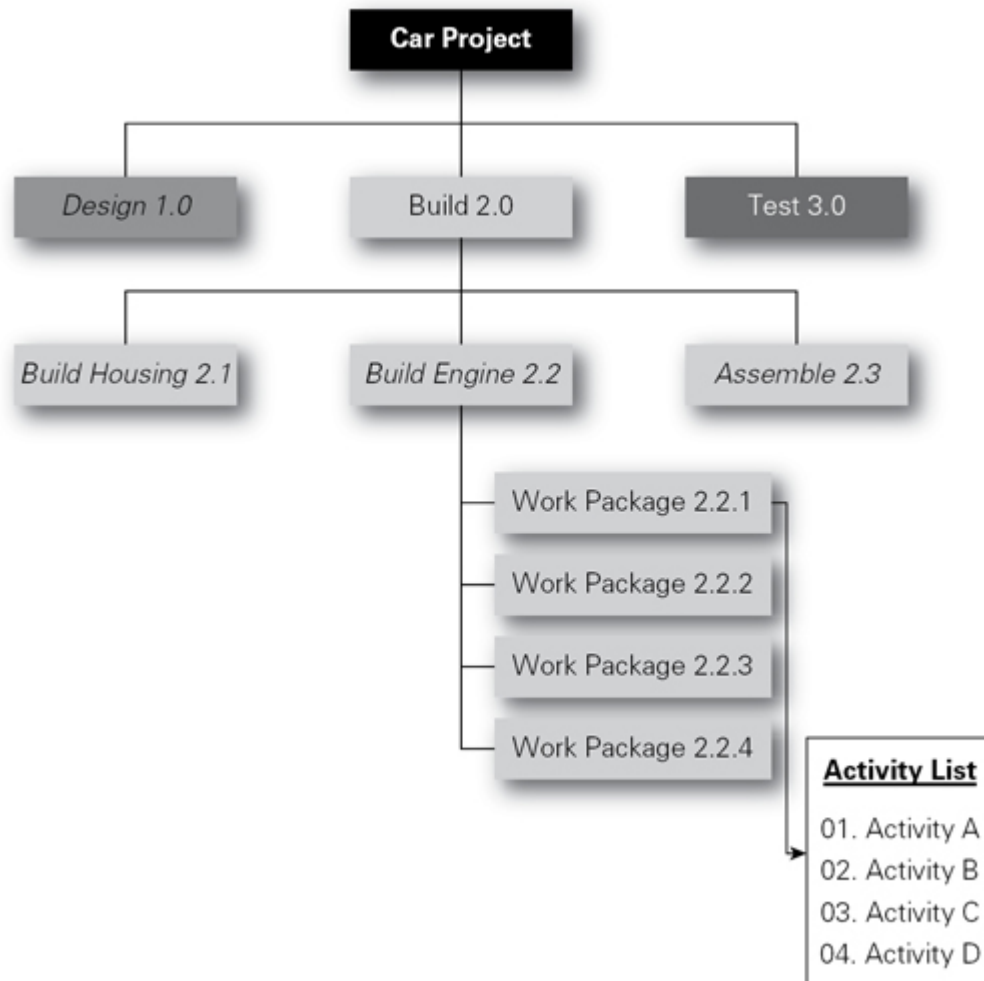 Car Project
Design 1.0
Build 2.0
Test 3.0
Build Housing 2.1
Build Engine 2.2
Assemble 2.3
Work Package 2.2.1
Work Package 2.2.2
Work Package 2.2.3
Work Package 2.2.4
Activity List
01. Activity A
02. Activity B
03. Activity C
04. Activity D